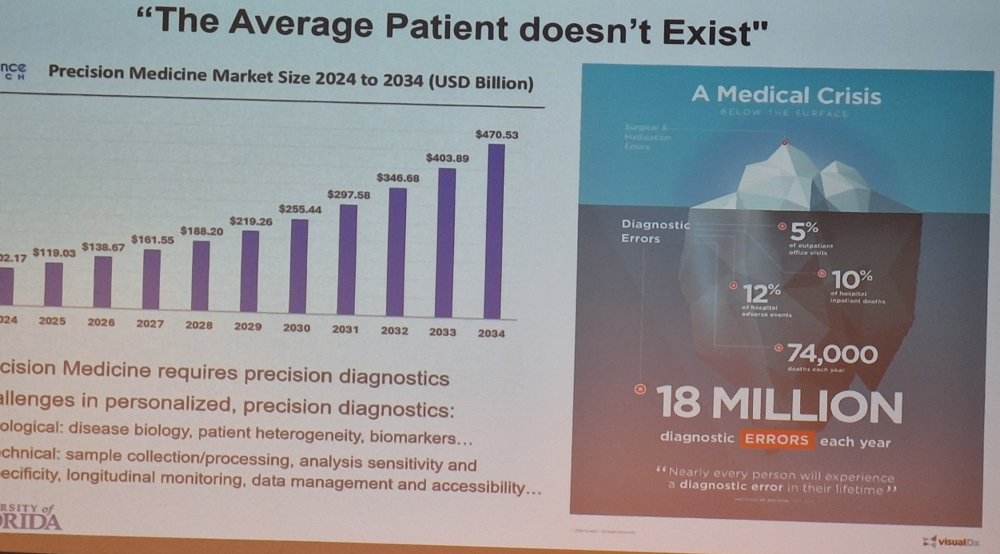 “The Average Patient doesn’t Exist"
nce
CH
Precision Medicine Market Size 2024 to 2034 (USD Billion)
02.17
$119.03
$138.67
$161.55
$188.20
$219.26
$255.44
$297.58
$346.68
$403.89
$470.53
024 2025 2026 2027 2028 2029 2030 2031 2032 2033 2034
cision Medicine requires precision diagnostics
allenges in personalized, precision diagnostics:
ological: disease biology, patient heterogeneity, biomarkers…
echnical: sample collection/processing, analysis sensitivity and
ecificity, longitudinal monitoring, data management and accessibility…
RSITY of
ORIDA
A Medical Crisis
BELOW THE SURFACE
Surgical &
Medication
Errors
Diagnostic
Errors
5%
of outpatient
office visits
10%
of hospital
inpatient deaths
12%
of hospital
adverse events
74,000
deaths each year
18 MILLION
diagnostic ERRORS each year
“Nearly every person will experience
a diagnostic error in their lifetime”
visualDx